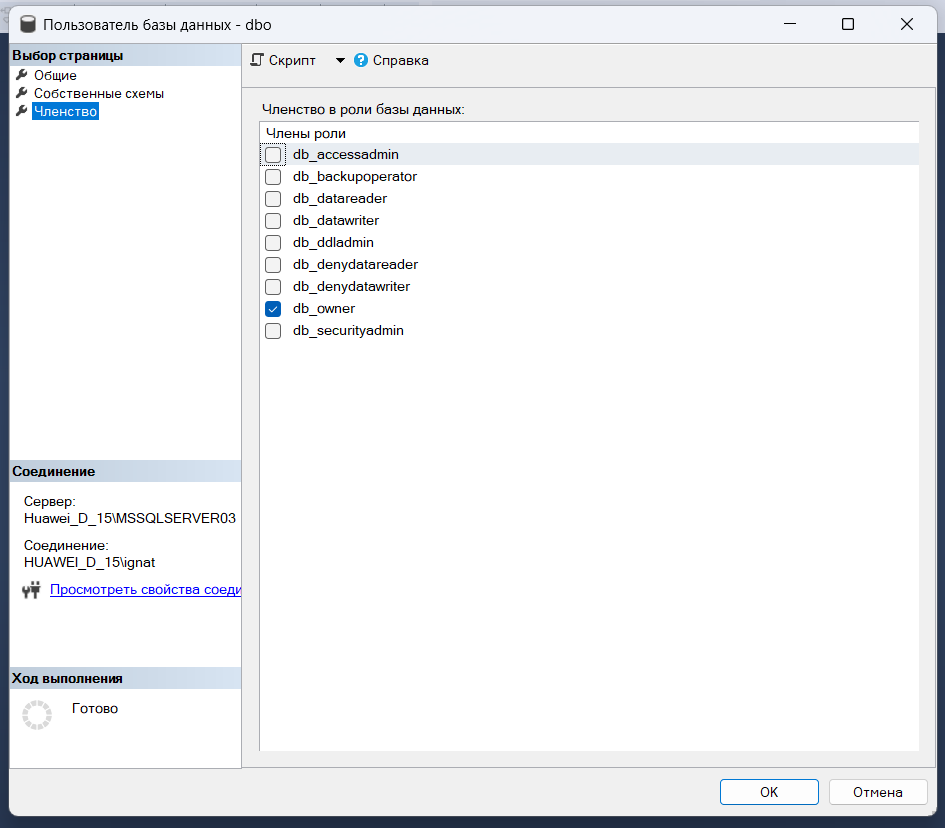 Пользователь базы данных - dbo
Выбор страницы
Общие
Собственные схемы
Членство
Скрипт
Справка
Членство в роли базы данных:
Члены роли
db_accessadmin
db_backupoperator
db_datareader
db_datawriter
db_ddladmin
db_denydatareader
db_denydatawriter
db_owner
db_securityadmin
Соединение
Сервер:
Huawei_D_15\MSSQLSERVER03
Соединение:
HUAWEI_D_15\ignat
Просмотреть свойства соеди
Ход выполнения
Готово
OK
Отмена